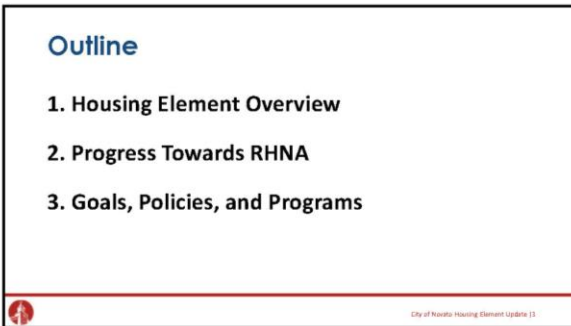 Outline
1. Housing Element Overview
2. Progress Towards RHNA
3. Goals, Policies, and Programs
City of Novato Housing Element Update |3